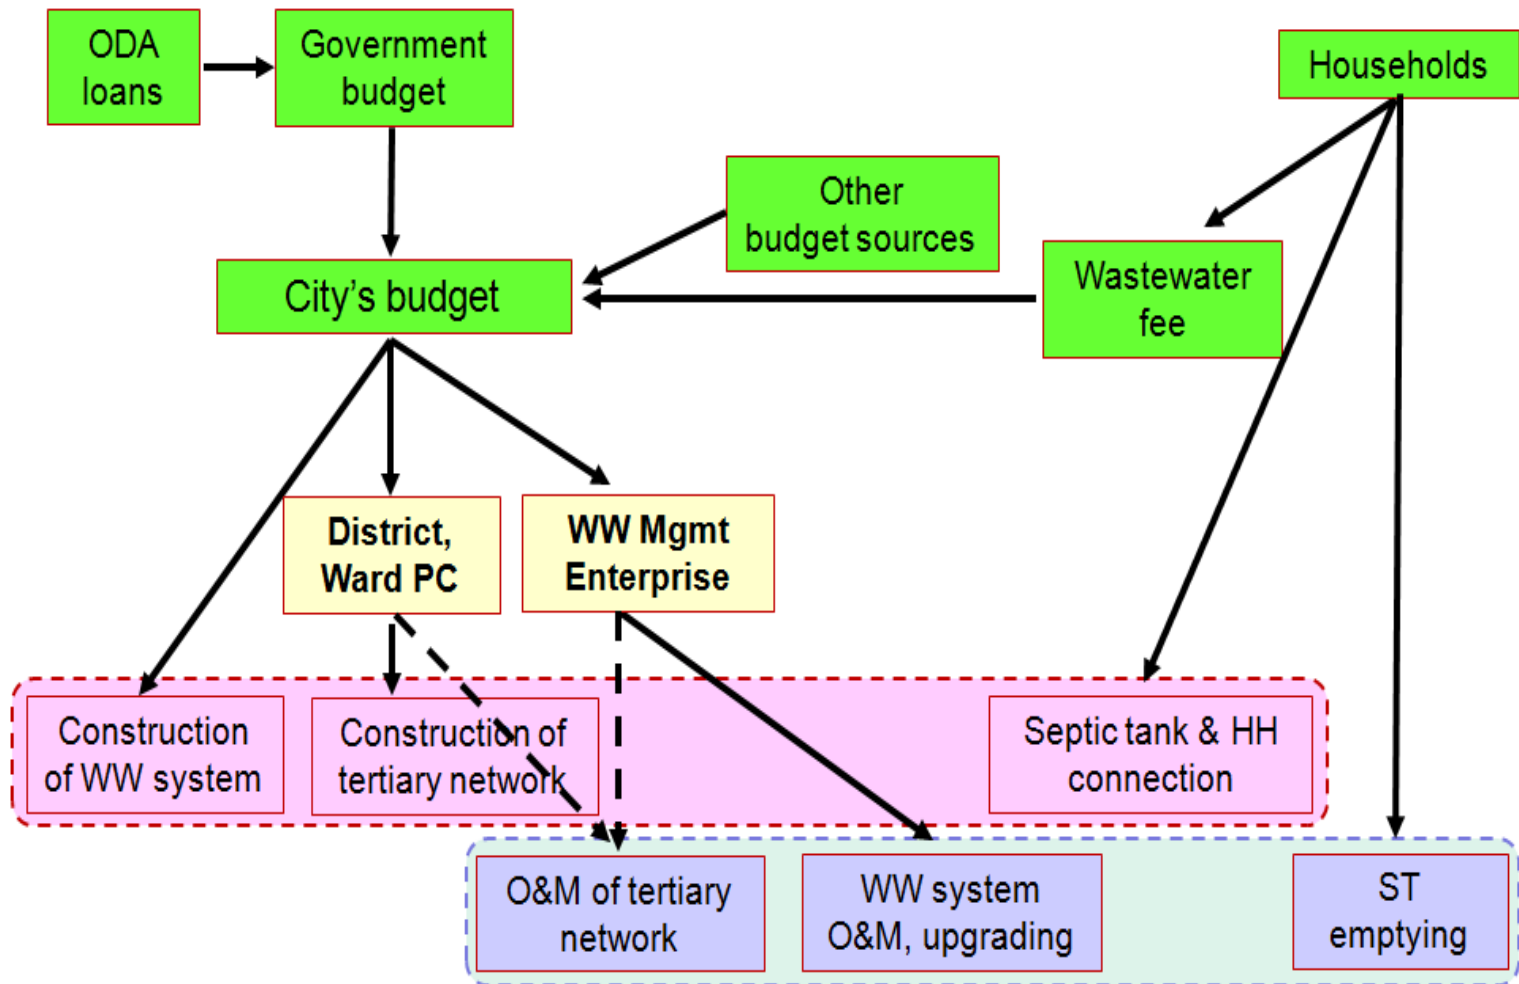 ODA
loans
Government
budget
Households
Other
budget sources
Wastewater
fee
City's budget
District,
Ward PC
WW Mgmt
Enterprise
Construction
of WW system
Construction of
tertiary network
Septic tank & HH
connection
O&M of tertiary
network
WW system
O&M, upgrading
ST
emptying